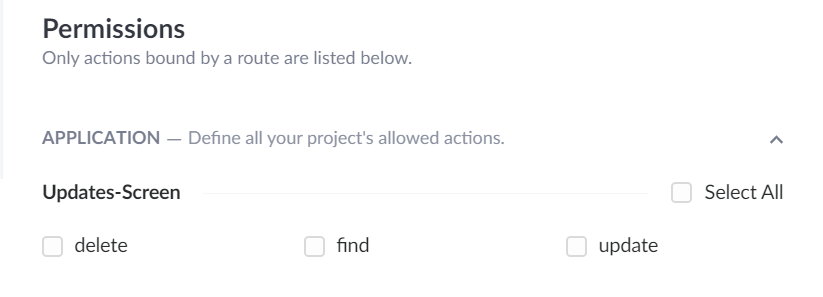 Permissions
Only actions bound by a route are listed below.
APPLICATION — Define all your project's allowed actions.
Updates-Screen Select All
delete find update